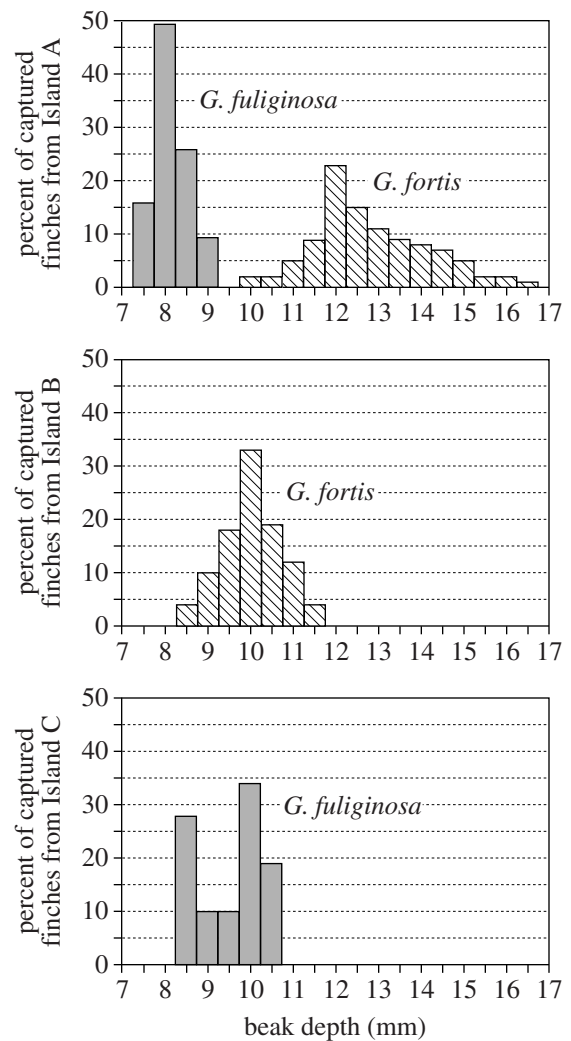 percent of captured
finches from Island A
50
40
30
20
10
0
G. fuliginosa
G. fortis
7 8 9 10 11 12 13 14 15 16 17
percent of captured
finches from Island B
50
40
30
20
10
0
G. fortis
7 8 9 10 11 12 13 14 15 16 17
percent of captured
finches from Island C
50
40
30
20
10
0
G. fuliginosa
7 8 9 10 11 12 13 14 15 16 17
beak depth (mm)